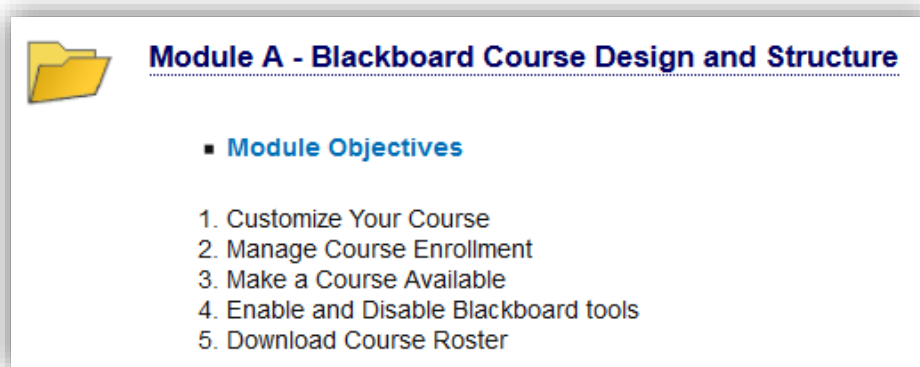 Module A - Blackboard Course Design and Structure
▪ Module Objectives
1. Customize Your Course
2. Manage Course Enrollment
3. Make a Course Available
4. Enable and Disable Blackboard tools
5. Download Course Roster